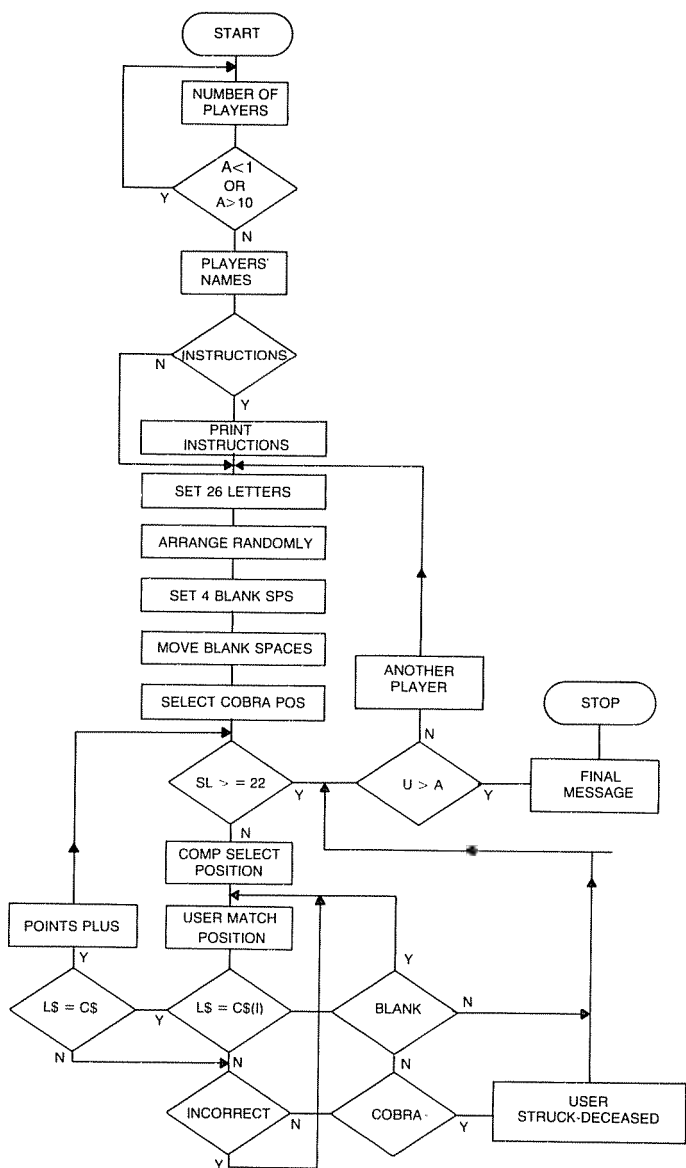 START
NUMBER OF
PLAYERS
A<1
OR
A>10
Y
N
PLAYERS'
NAMES
INSTRUCTIONS
N
Y
PRINT
INSTRUCTIONS
SET 26 LETTERS
ARRANGE RANDOMLY
SET 4 BLANK SPS
MOVE BLANK SPACES
SELECT COBRA POS
ANOTHER
PLAYER
STOP
N
SL > = 22
Y
U > A
Y
FINAL
MESSAGE
N
COMP SELECT
POSITION
POINTS PLUS
USER MATCH
POSITION
Y
Y
L$ = C$
Y
L$ = C$(I)
BLANK
N
N
N
N
INCORRECT
N
COBRA
Y
USER
STRUCK-DECEASED
Y